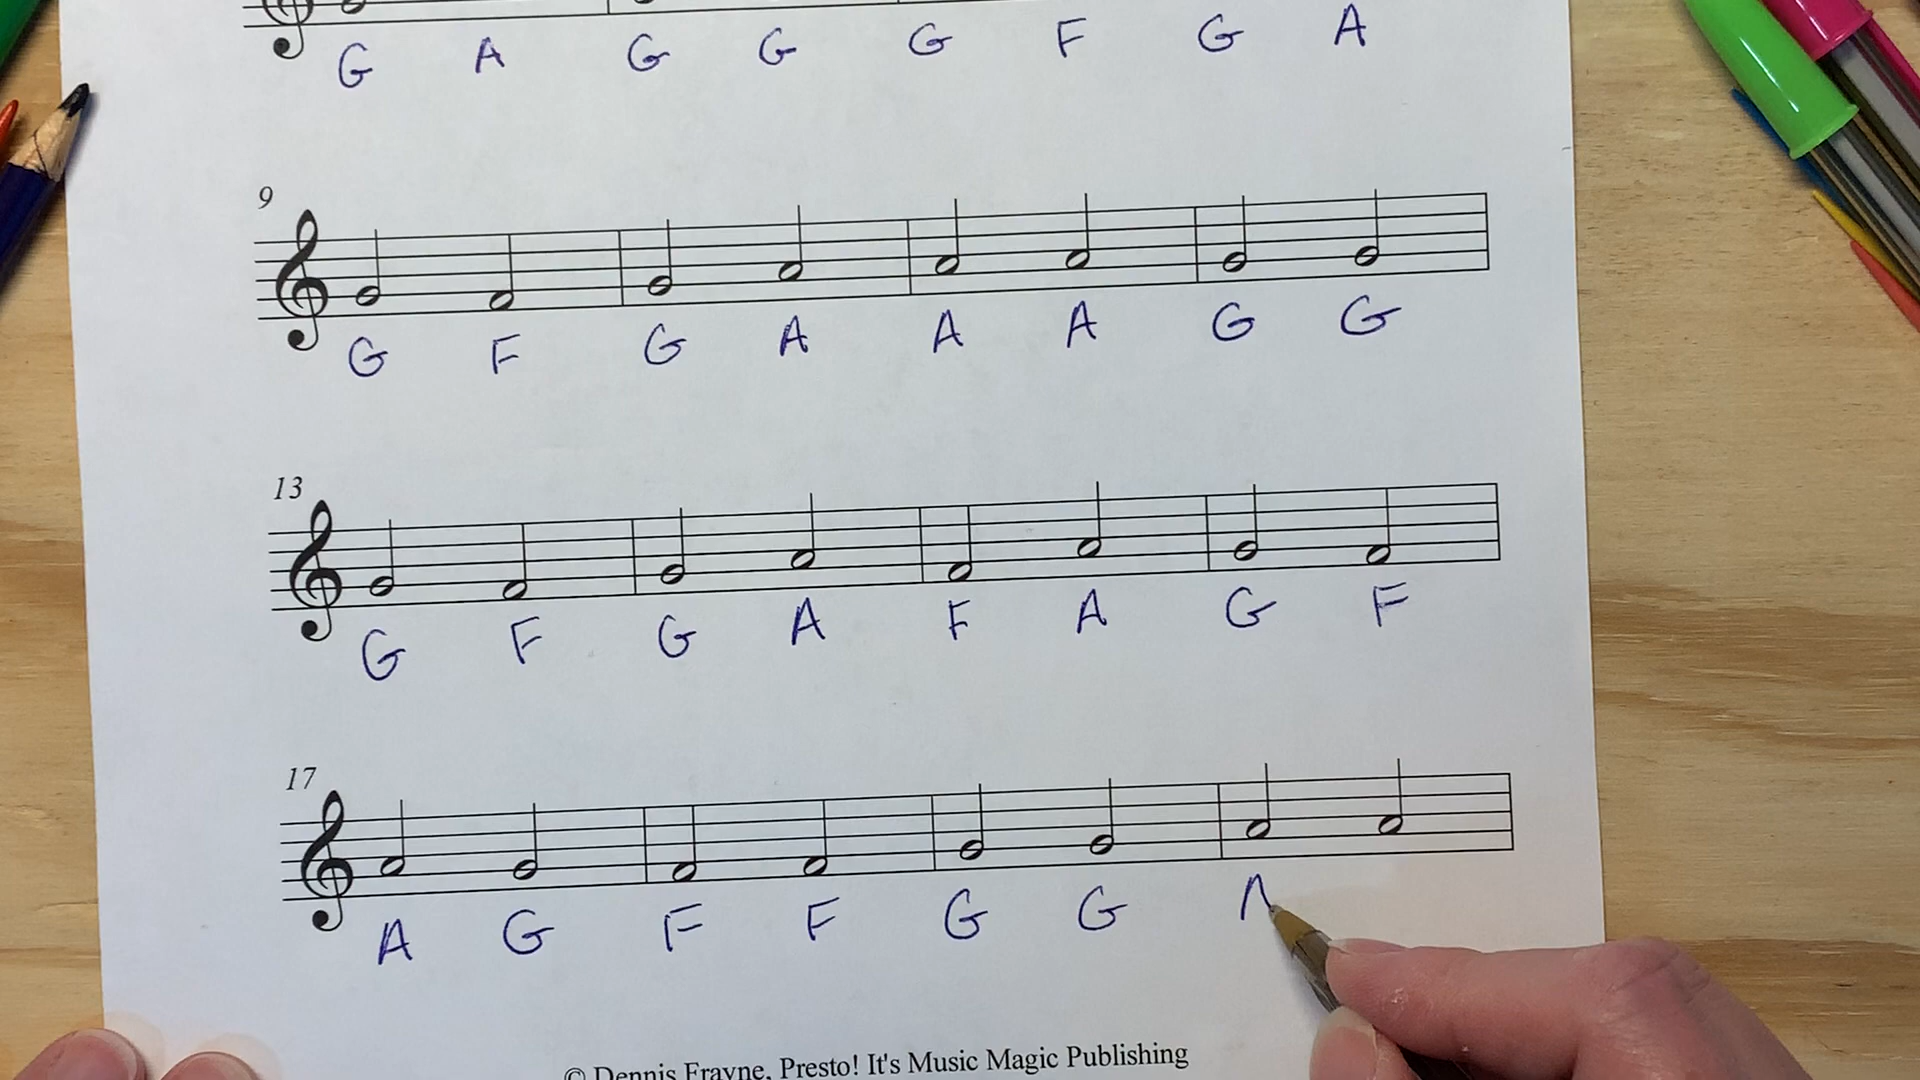 G A G G G F G A
9
G F G A A A G G
13
G F G A F A G F
17
A G F F G G
© Dennis Frayne, Presto! It's Music Magic Publishing